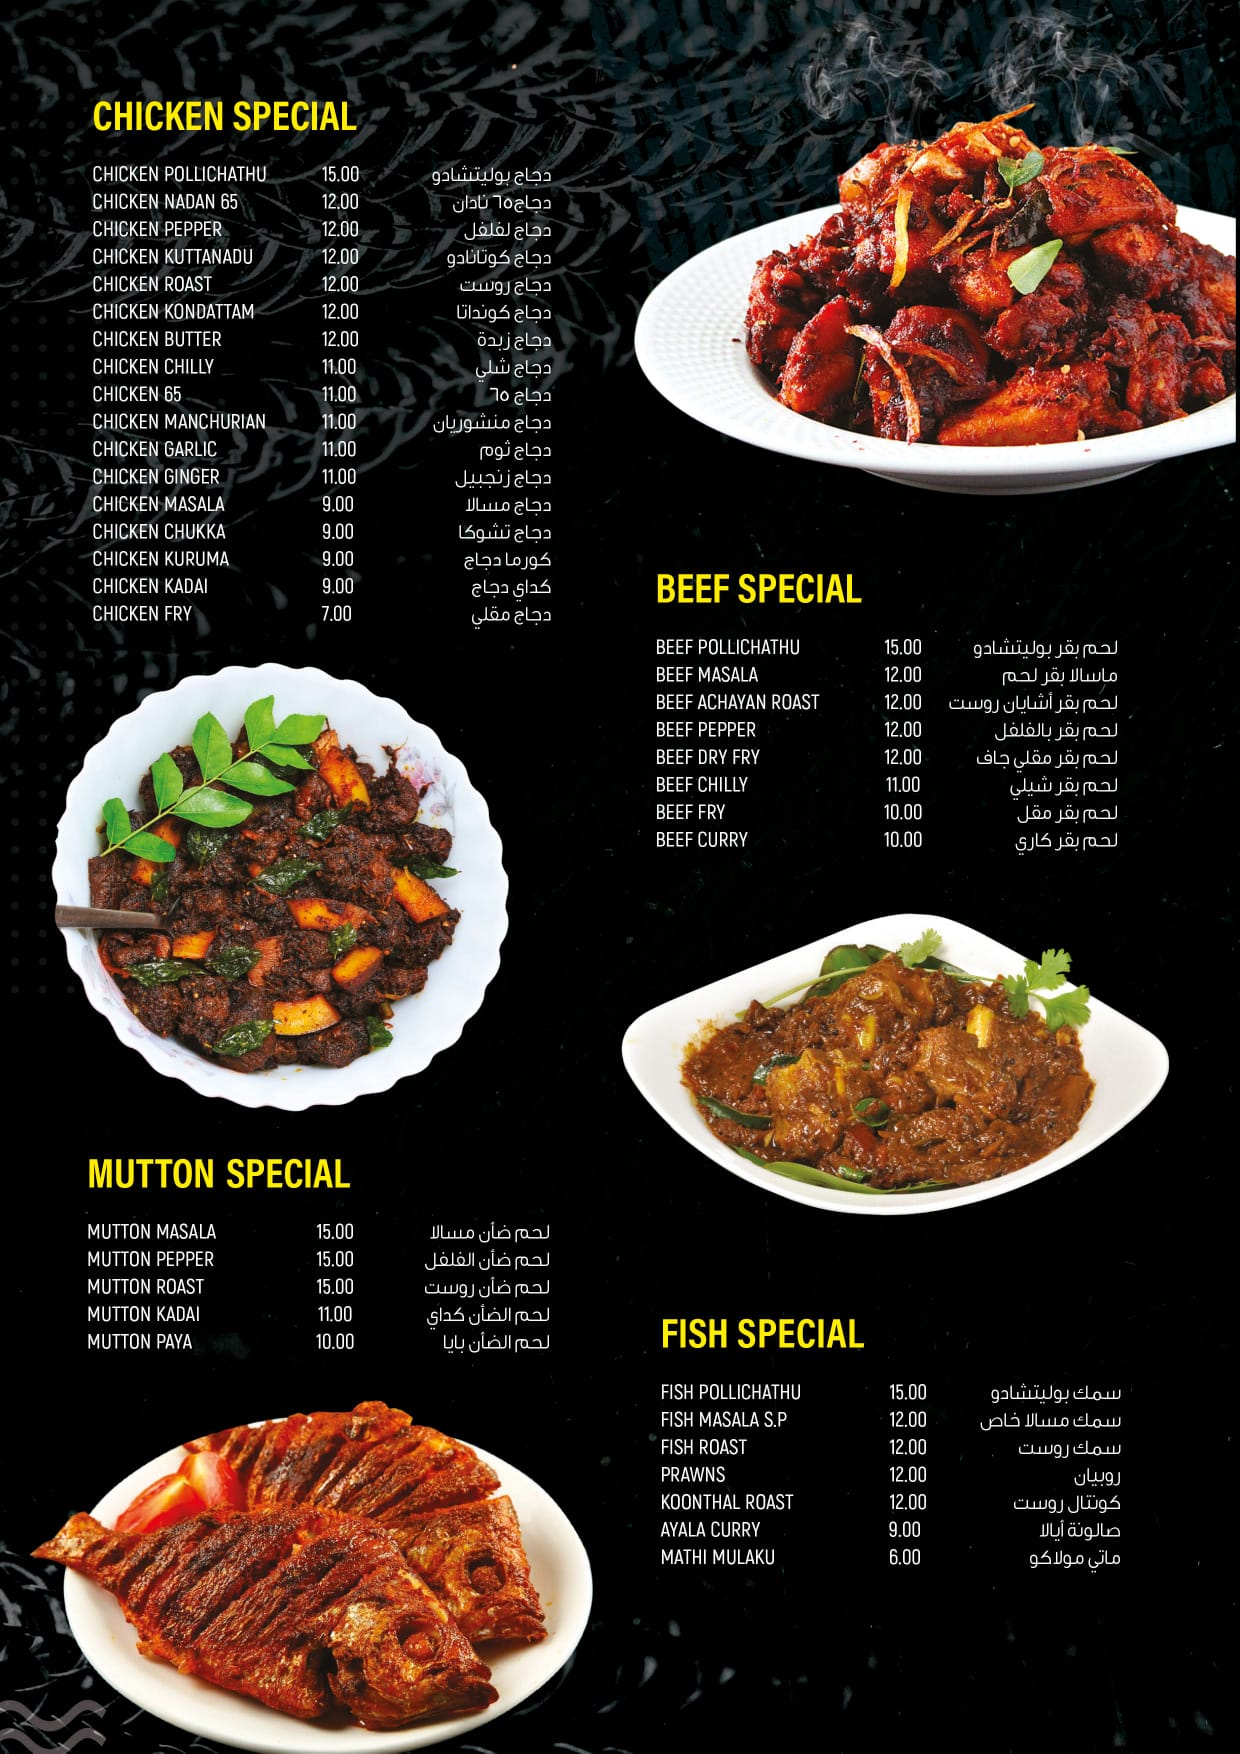 CHICKEN SPECIAL
CHICKEN POLLICHATHU 15.00 دجاج بوليتشادو
CHICKEN NADAN 65 12.00 دجاج٦٥ نادان
CHICKEN PEPPER 12.00 دجاج لفلفل
CHICKEN KUTTANADU 12.00 دجاج كوتانادو
CHICKEN ROAST 12.00 دجاج روست
CHICKEN KONDATTAM 12.00 دجاج كونداتا
CHICKEN BUTTER 12.00 دجاج زبدة
CHICKEN CHILLY 11.00 دجاج شلي
CHICKEN 65 11.00 دجاج ٦٥
CHICKEN MANCHURIAN 11.00 دجاج منشوريان
CHICKEN GARLIC 11.00 دجاج ثوم
CHICKEN GINGER 11.00 دجاج زنجبيل
CHICKEN MASALA 9.00 دجاج مسالا
CHICKEN CHUKKA 9.00 دجاج تشوكا
CHICKEN KURUMA 9.00 كورما دجاج
CHICKEN KADAI 9.00 كداي دجاج
CHICKEN FRY 7.00 دجاج مقلي
BEEF SPECIAL
BEEF POLLICHATHU 15.00 لحم بقر بوليتشادو
BEEF MASALA 12.00 ماسالا بقر لحم
BEEF ACHAYAN ROAST 12.00 لحم بقر أشايان روست
BEEF PEPPER 12.00 لحم بقر بالفلفل
BEEF DRY FRY 12.00 لحم بقر مقلي جاف
BEEF CHILLY 11.00 لحم بقر شيلي
BEEF FRY 10.00 لحم بقر مقل
BEEF CURRY 10.00 لحم بقر كاري
MUTTON SPECIAL
MUTTON MASALA 15.00 لحم ضأن مسالا
MUTTON PEPPER 15.00 لحم ضأن الفلفل
MUTTON ROAST 15.00 لحم ضأن روست
MUTTON KADAI 11.00 لحم الضأن كداي
MUTTON PAYA 10.00 لحم الضأن بايا
FISH SPECIAL
FISH POLLICHATHU 15.00 سمك بوليتشادو
FISH MASALA S.P 12.00 سمك مسالا خاص
FISH ROAST 12.00 سمك روست
PRAWNS 12.00 روبيان
KOONTHAL ROAST 12.00 كونتال روست
AYALA CURRY 9.00 صالونة أيالا
MATHI MULAKU 6.00 ماتي مولاكو